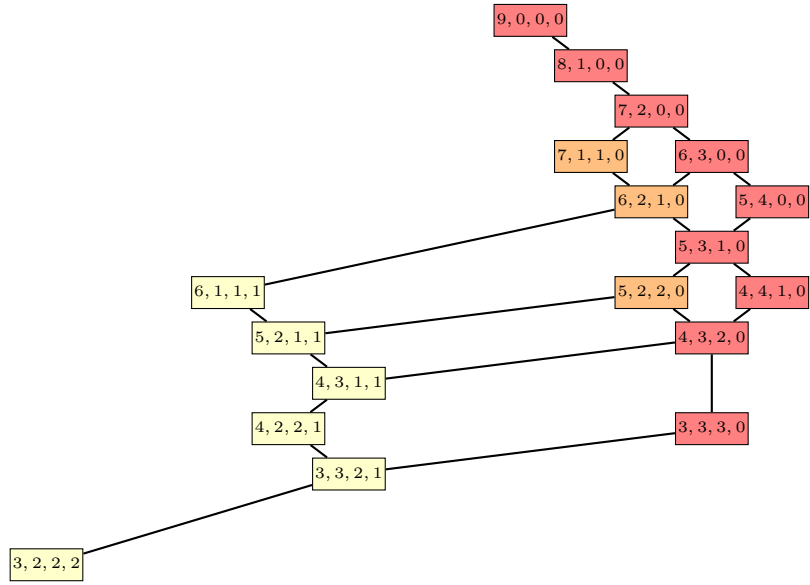 9, 0, 0, 0
8, 1, 0, 0
7, 2, 0, 0
7, 1, 1, 0
6, 3, 0, 0
6, 2, 1, 0
5, 4, 0, 0
5, 3, 1, 0
6, 1, 1, 1
5, 2, 2, 0
4, 4, 1, 0
5, 2, 1, 1
4, 3, 2, 0
4, 3, 1, 1
4, 2, 2, 1
3, 3, 3, 0
3, 3, 2, 1
3, 2, 2, 2